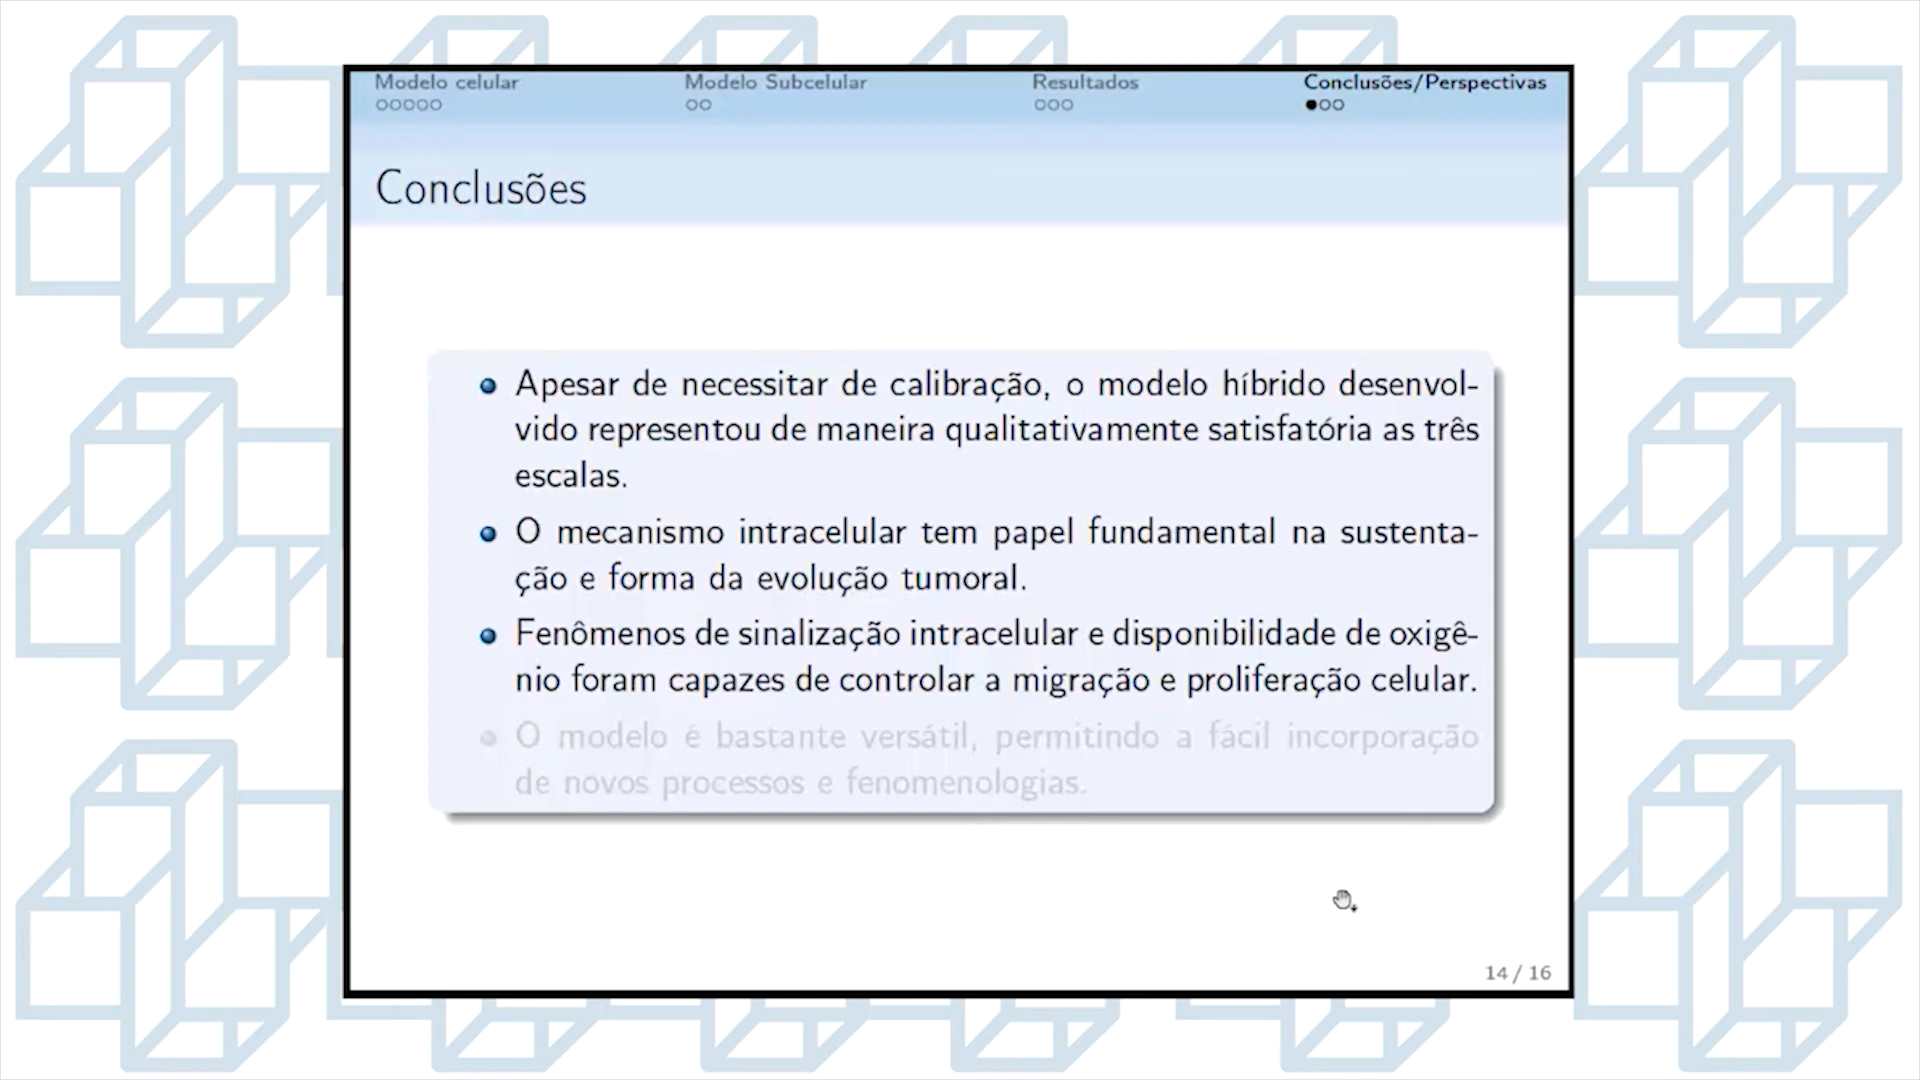 Modelo celular
Modelo Subcelular
Resultados
Conclusões/Perspectivas
Conclusões
Apesar de necessitar de calibração, o modelo híbrido desenvol-
vido representou de maneira qualitativamente satisfatória as três
escalas.
O mecanismo intracelular tem papel fundamental na sustenta-
ção e forma da evolução tumoral.
Fenômenos de sinalização intracelular e disponibilidade de oxigê-
nio foram capazes de controlar a migração e proliferação celular.
O modelo é bastante versátil, permitindo a fácil incorporação
de novos processos e fenomenologias.
14 / 16